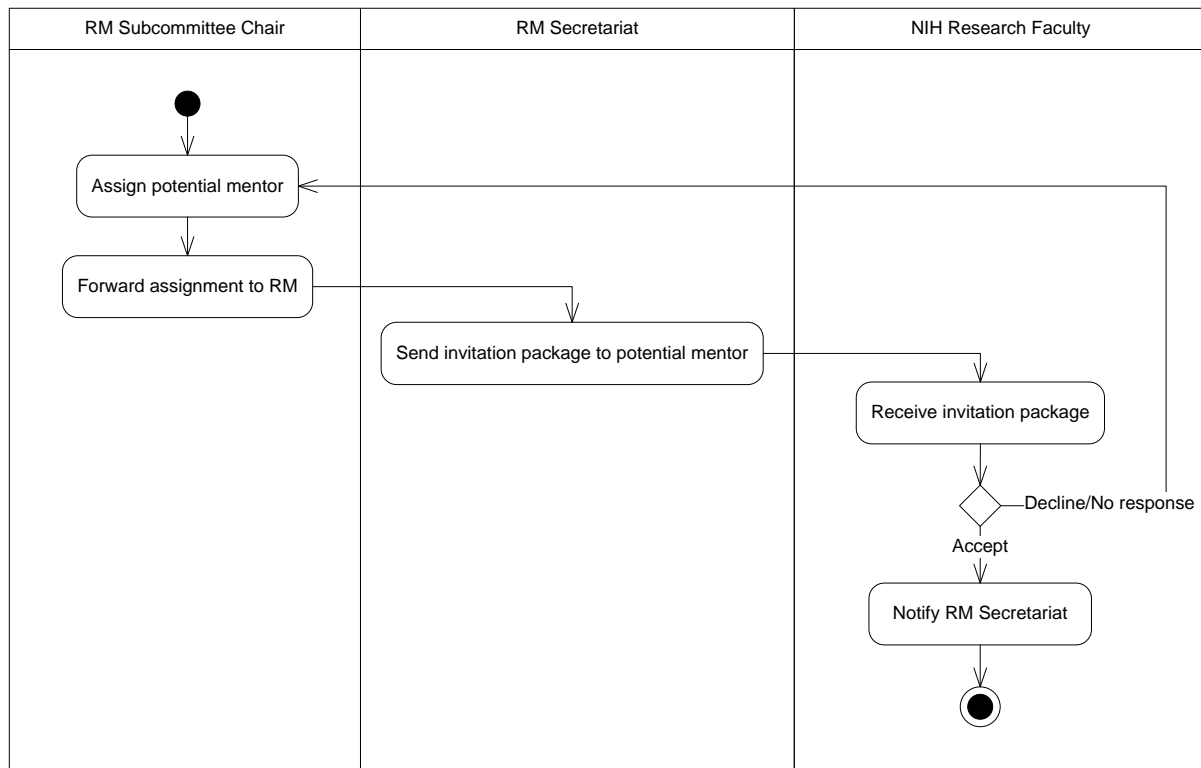 RM Subcommittee Chair
RM Secretariat
NIH Research Faculty
Assign potential mentor
Forward assignment to RM
Send invitation package to potential mentor
Receive invitation package
Decline/No response
Accept
Notify RM Secretariat